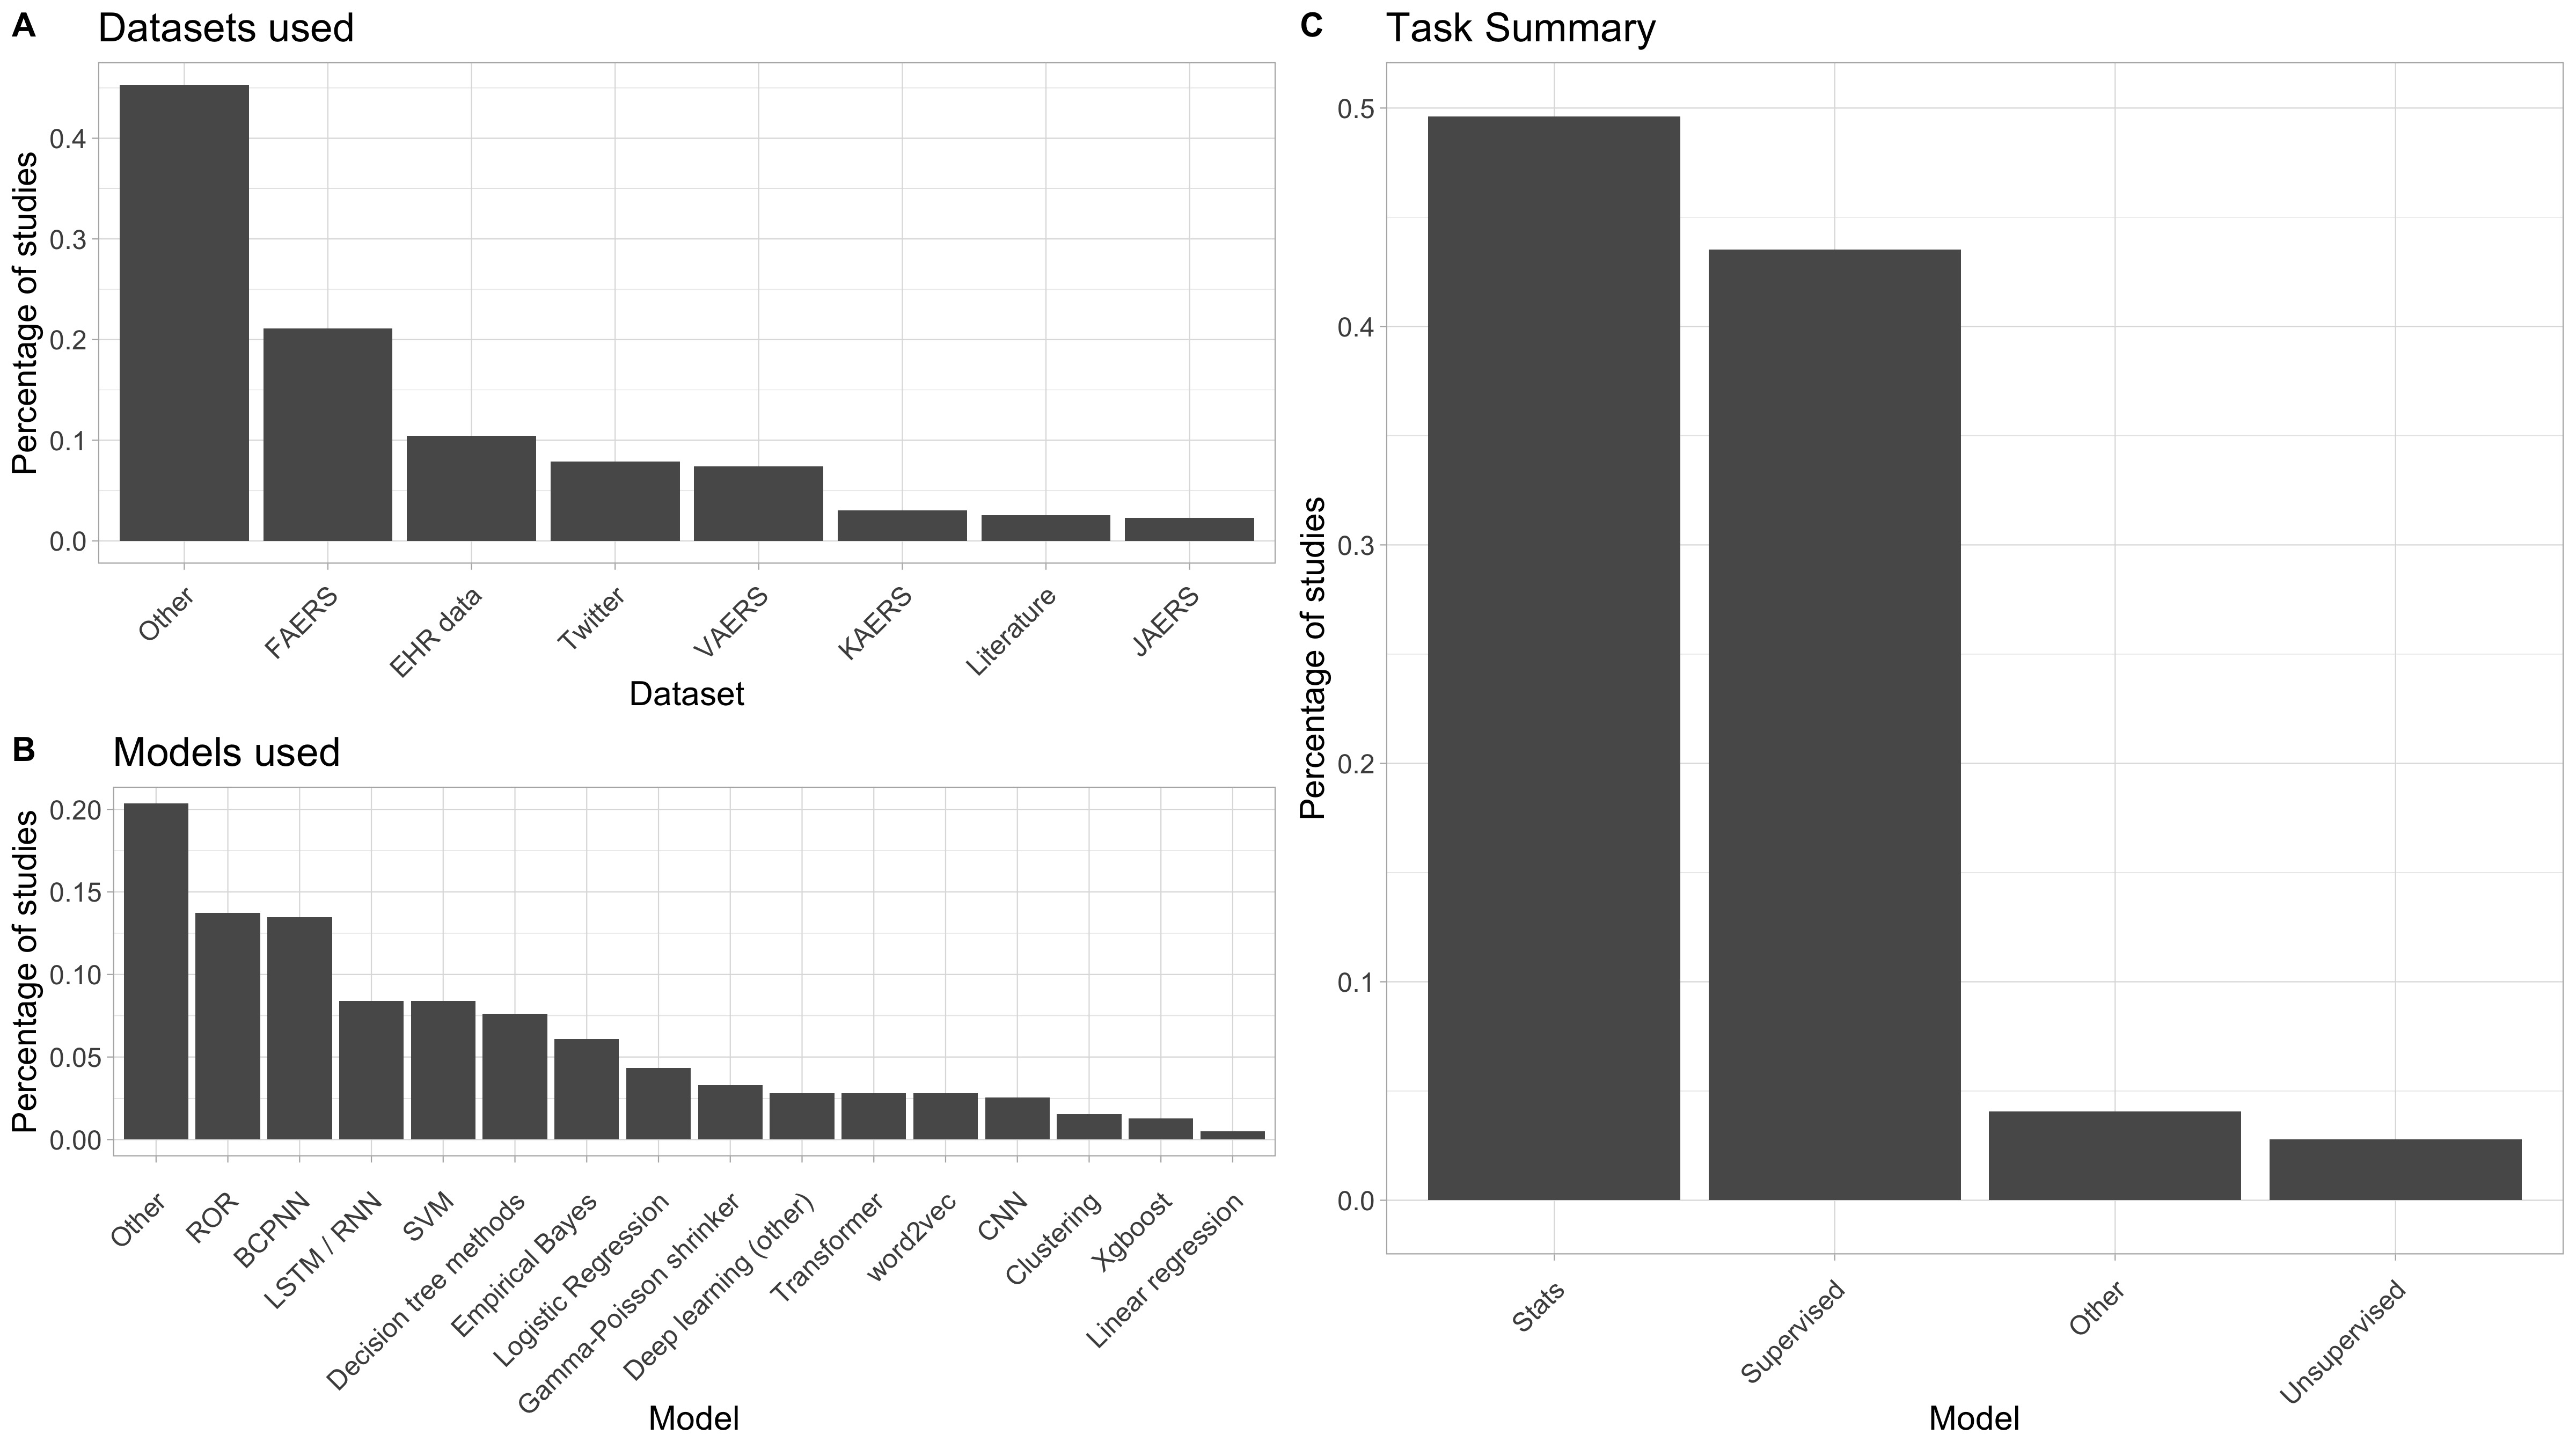 A Datasets used
Percentage of studies
0.4
0.3
0.2
0.1
0.0
Other
FAERS
EHR data
Twitter
VAERS
KAERS
Literature
JAERS
Dataset
B Models used
Percentage of studies
0.20
0.15
0.10
0.05
0.00
Other
ROR
BCPNN
LSTM / RNN
SVM
Decision tree methods
Empirical Bayes
Logistic Regression
Gamma-Poisson shrinker
Deep learning (other)
Transformer
word2vec
CNN
Clustering
Xgboost
Linear regression
Model
C Task Summary
Percentage of studies
0.5
0.4
0.3
0.2
0.1
0.0
Stats
Supervised
Other
Unsupervised
Model